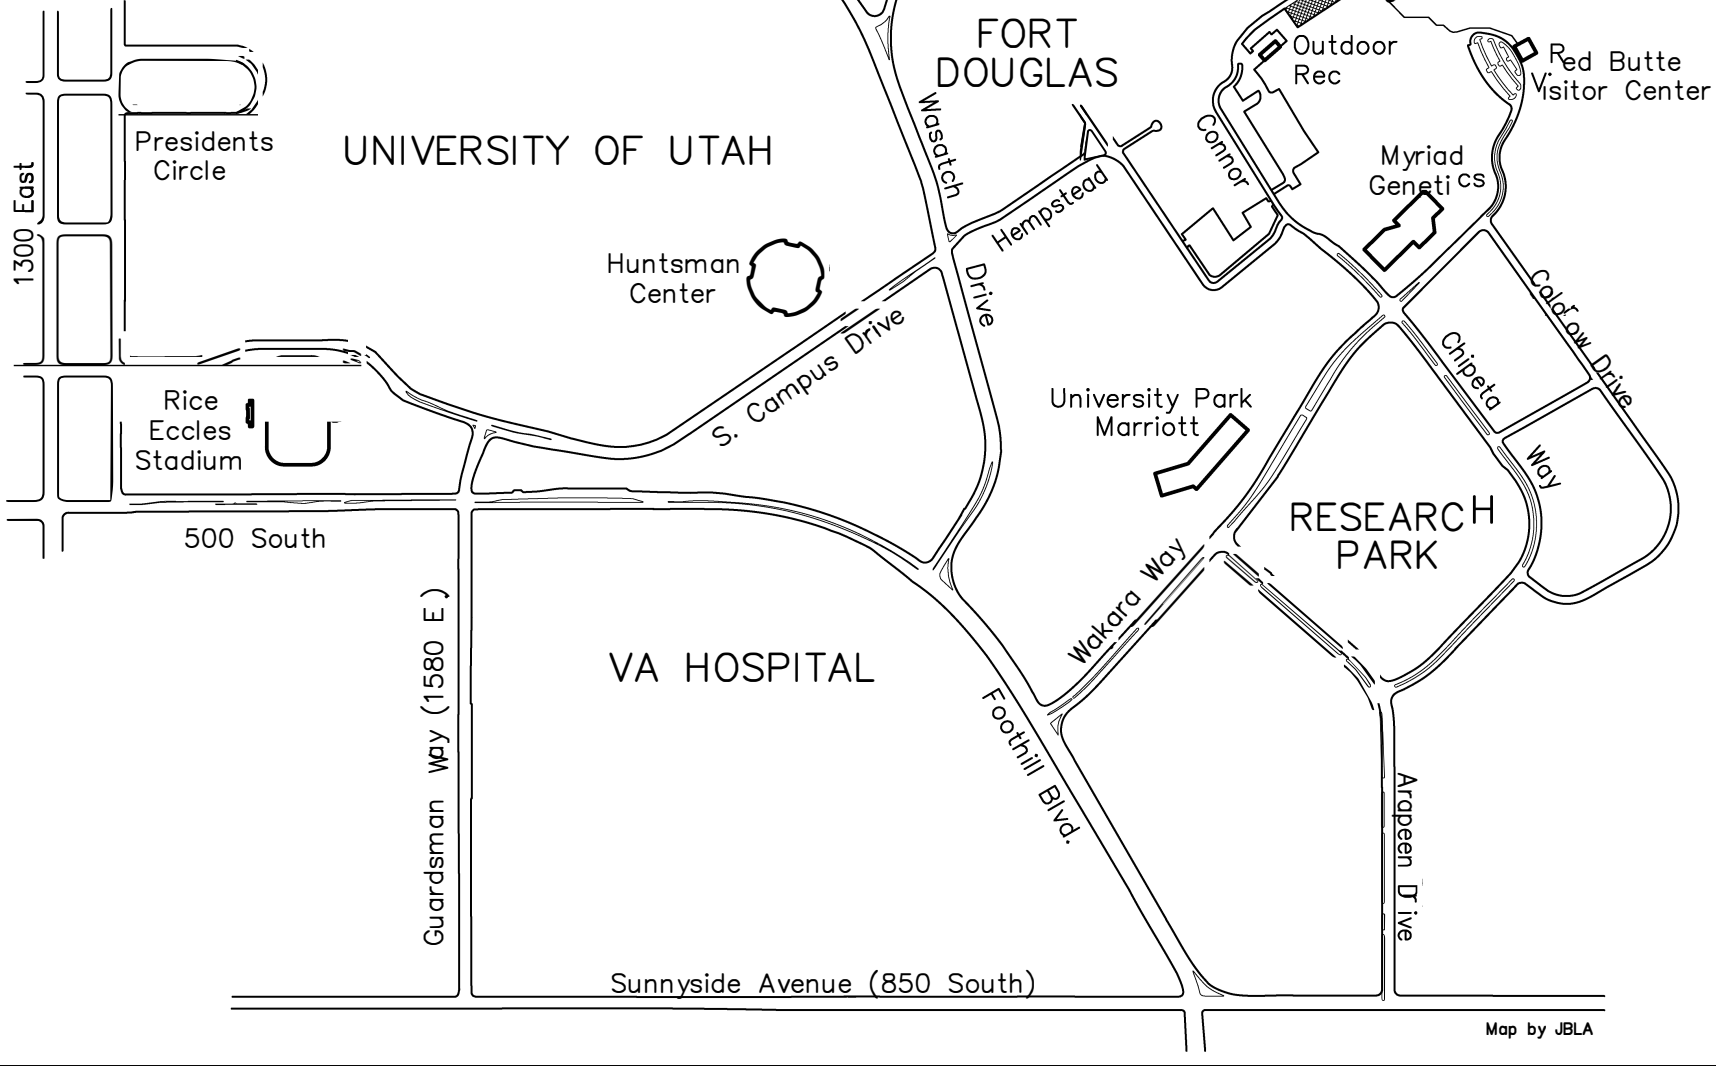 FORT
DOUGLAS
Outdoor
Rec
Red Butte
Visitor Center
Presidents
Circle
UNIVERSITY OF UTAH
Wasatch
Drive
Hempstead
Connor
Myriad
Genetics
1300 East
Huntsman
Center
S. Campus Drive
Colorow Drive
Chipeta
Way
Rice
Eccles
Stadium
University Park
Marriott
500 South
RESEARCH
PARK
Wakara Way
VA HOSPITAL
Guardsman Way (1580 E)
Foothill Blvd.
Arapeen Drive
Sunnyside Avenue (850 South)
Map by JBLA